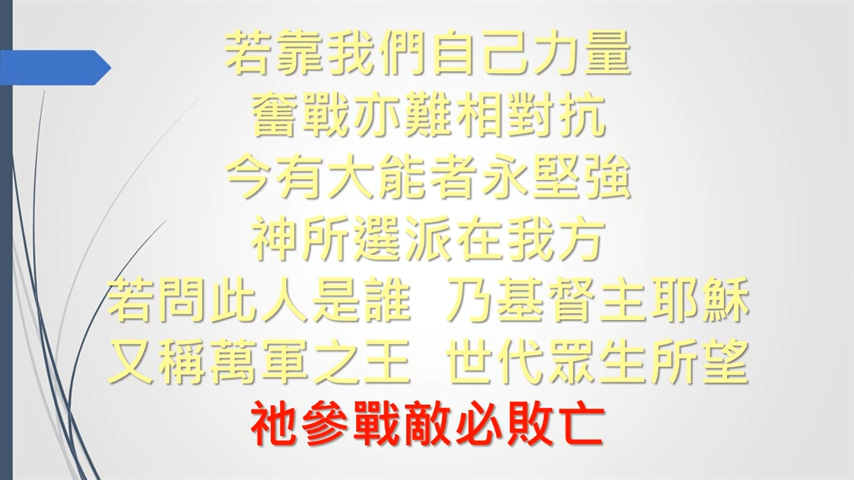 若靠我們自己力量
奮戰亦難相對抗
今有大能者永堅強
神所選派在我方
若問此人是誰 乃基督主耶穌
又稱萬軍之王 世代眾生所望
祂參戰敵必敗亡